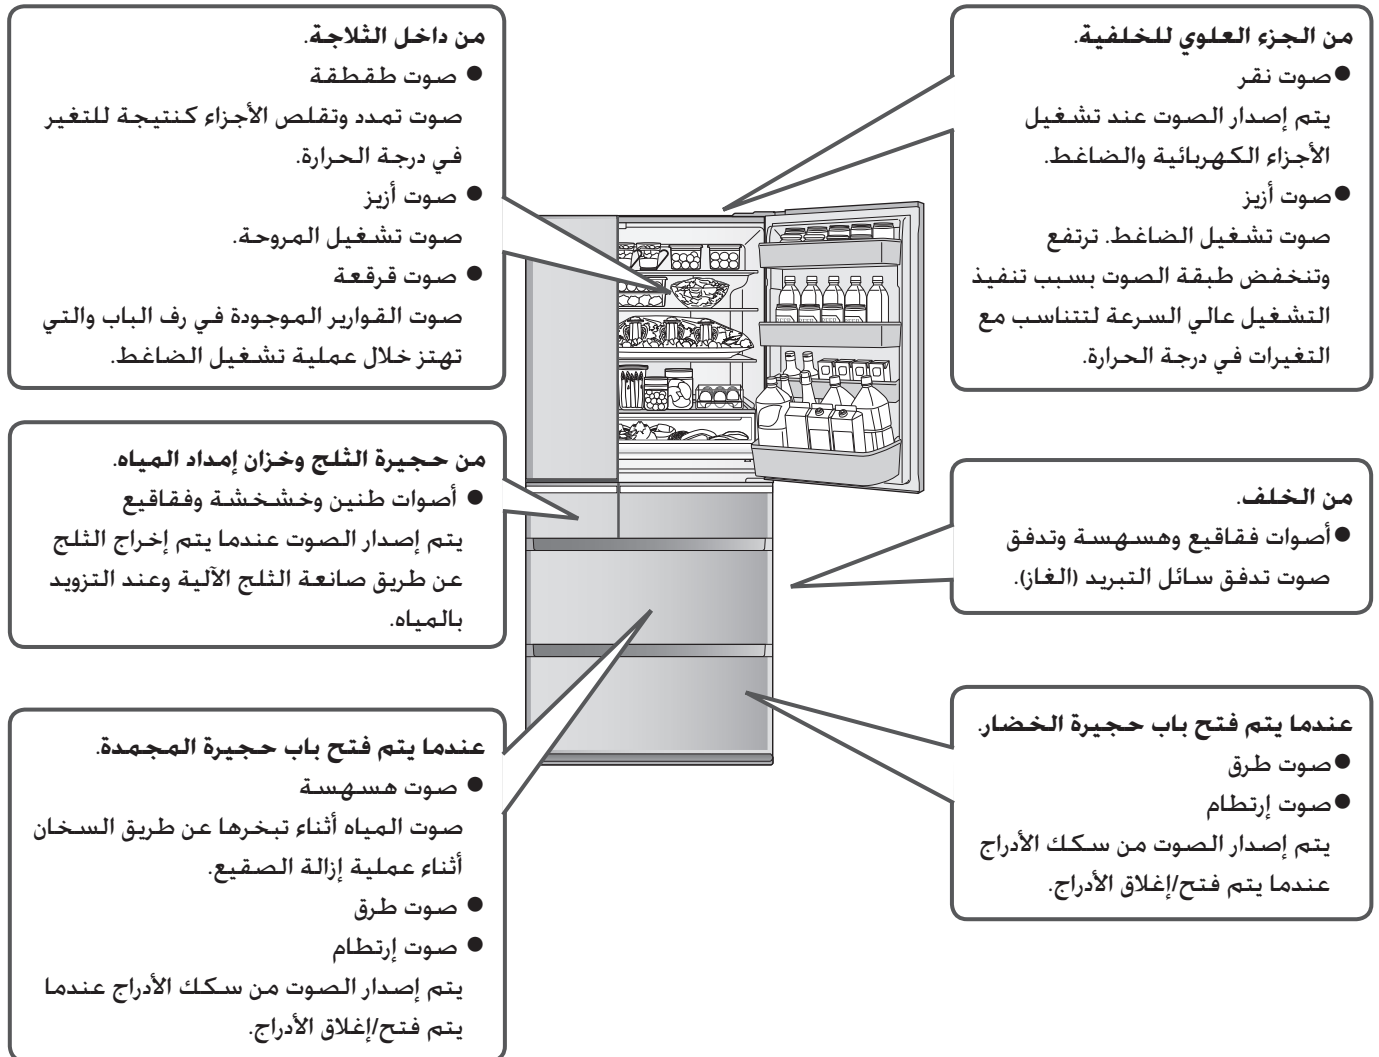 من الجزء العلوي للخلفية.
● صوت نقر
يتم إصدار الصوت عند تشغيل
الأجزاء الكهربائية والضاغط.
● صوت أزيز
صوت تشغيل الضاغط. ترتفع
وتنخفض طبقة الصوت بسبب تنفيذ
التشغيل عالي السرعة لتتناسب مع
التغيرات في درجة الحرارة.
من الخلف.
● أصوات فقاقيع وهسهسة وتدفق
صوت تدفق سائل التبريد (الغاز).
عندما يتم فتح باب حجيرة الخضار.
● صوت طرق
● صوت إرتطام
يتم إصدار الصوت من سكك الأدراج
عندما يتم فتح/إغلاق الأدراج.
من داخل الثلاجة.
● صوت طقطقة
صوت تمدد وتقلص الأجزاء كنتيجة للتغير
في درجة الحرارة.
● صوت أزيز
صوت تشغيل المروحة.
● صوت قرقعة
صوت القوارير الموجودة في رف الباب والتي
تهتز خلال عملية تشغيل الضاغط.
من حجيرة الثلج وخزان إمداد المياه.
● أصوات طنين وخشخشة وفقاقيع
يتم إصدار الصوت عندما يتم إخراج الثلج
عن طريق صانعة الثلج الآلية وعند التزويد
بالمياه.
عندما يتم فتح باب حجيرة المجمدة.
● صوت هسهسة
صوت المياه أثناء تبخرها عن طريق السخان
أثناء عملية إزالة الصقيع.
● صوت طرق
● صوت إرتطام
يتم إصدار الصوت من سكك الأدراج عندما
يتم فتح/إغلاق الأدراج.